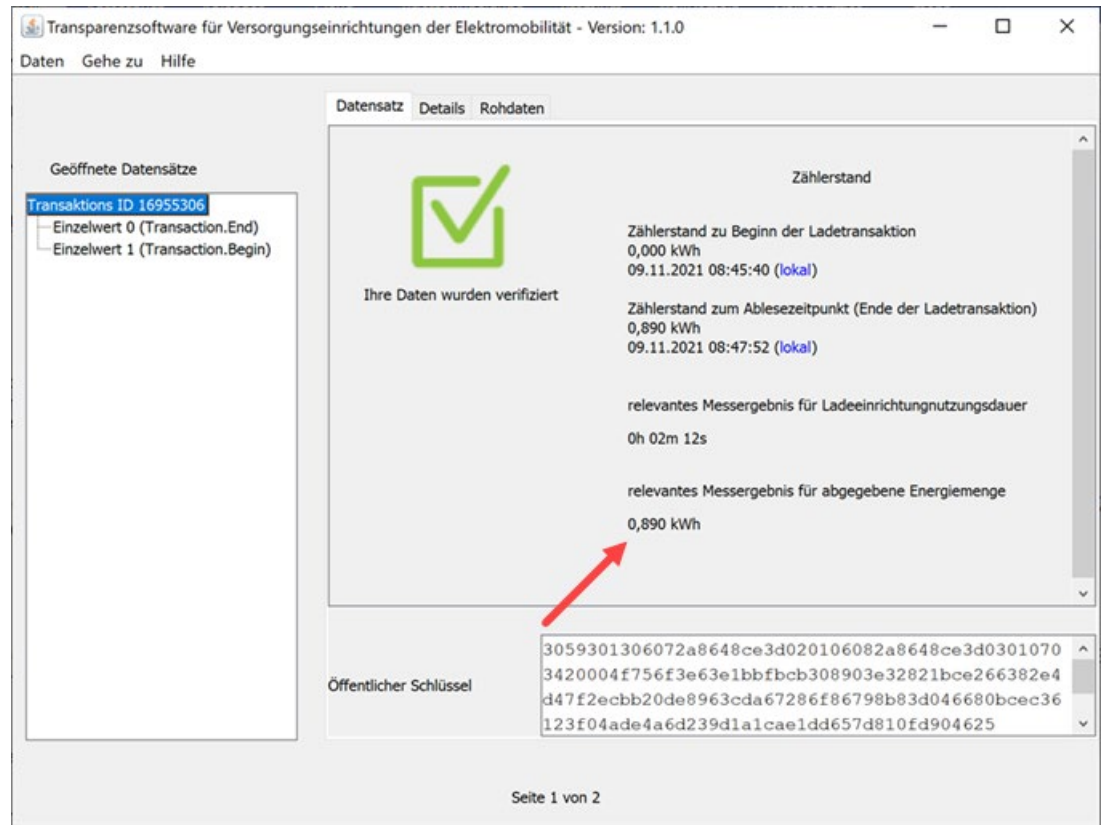 Transparenzsoftware für Versorgungseinrichtungen der Elektromobilität - Version: 1.1.0
Daten Gehe zu Hilfe
Datensatz Details Rohdaten
Geöffnete Datensätze
Transaktions ID 16955306
Einzelwert 0 (Transaction.End)
Einzelwert 1 (Transaction.Begin)
Ihre Daten wurden verifiziert
Zählerstand
Zählerstand zu Beginn der Ladetransaktion
0,000 kWh
09.11.2021 08:45:40 (lokal)
Zählerstand zum Ablesezeitpunkt (Ende der Ladetransaktion)
0,890 kWh
09.11.2021 08:47:52 (lokal)
relevantes Messergebnis für Ladeeinrichtungnutzungsdauer
0h 02m 12s
relevantes Messergebnis für abgegebene Energiemenge
0,890 kWh
Öffentlicher Schlüssel
3059301306072a8648ce3d020106082a8648ce3d0301070
3420004f756f3e63e1bbfbcb308903e32821bce266382e4
d47f2ecbb20de8963cda67286f86798b83d046680bcec36
123f04ade4a6d239d1a1cae1dd657d810fd904625
Seite 1 von 2